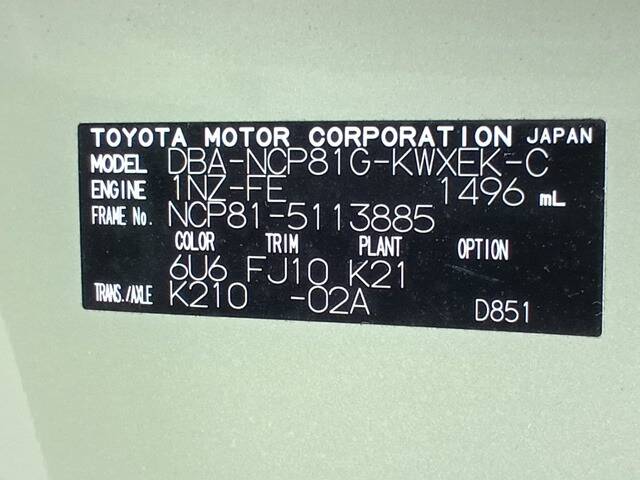 TOYOTA MOTOR CORPORATION JAPAN
MODEL DBA-NCP81G-KWXEK-C
ENGINE 1NZ-FE 1496 mL
FRAME No. NCP81-5113885
COLOR TRIM PLANT OPTION
6U6 FJ10 K21
TRANS./AXLE K210 -02A D851